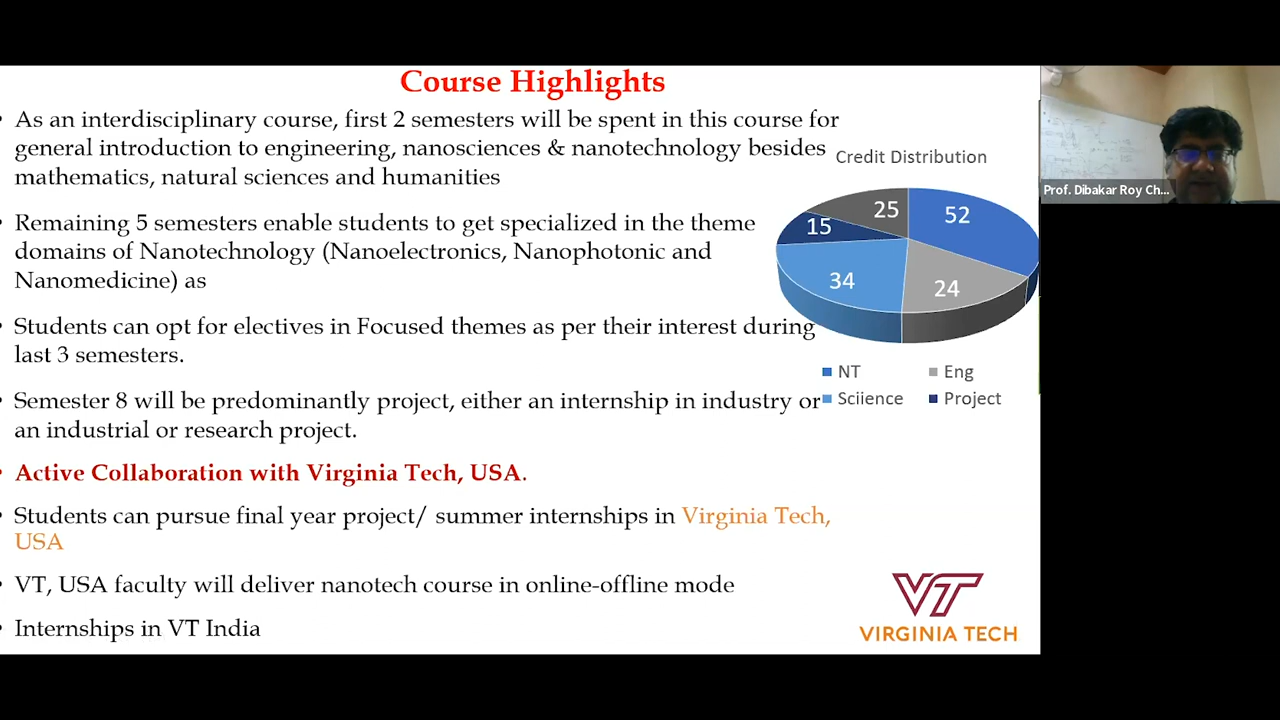 Course Highlights
• As an interdisciplinary course, first 2 semesters will be spent in this course for
general introduction to engineering, nanosciences & nanotechnology besides
mathematics, natural sciences and humanities
• Remaining 5 semesters enable students to get specialized in the theme
domains of Nanotechnology (Nanoelectronics, Nanophotonic and
Nanomedicine) as
• Students can opt for electives in Focused themes as per their interest during
last 3 semesters.
• Semester 8 will be predominantly project, either an internship in industry or
an industrial or research project.
• Active Collaboration with Virginia Tech, USA.
• Students can pursue final year project/ summer internships in Virginia Tech,
USA
• VT, USA faculty will deliver nanotech course in online-offline mode
• Internships in VT India
Credit Distribution
25
52
15
34
24
NT
Eng
Sciience
Project
VT
VIRGINIA TECH
Prof. Dibakar Roy Ch...